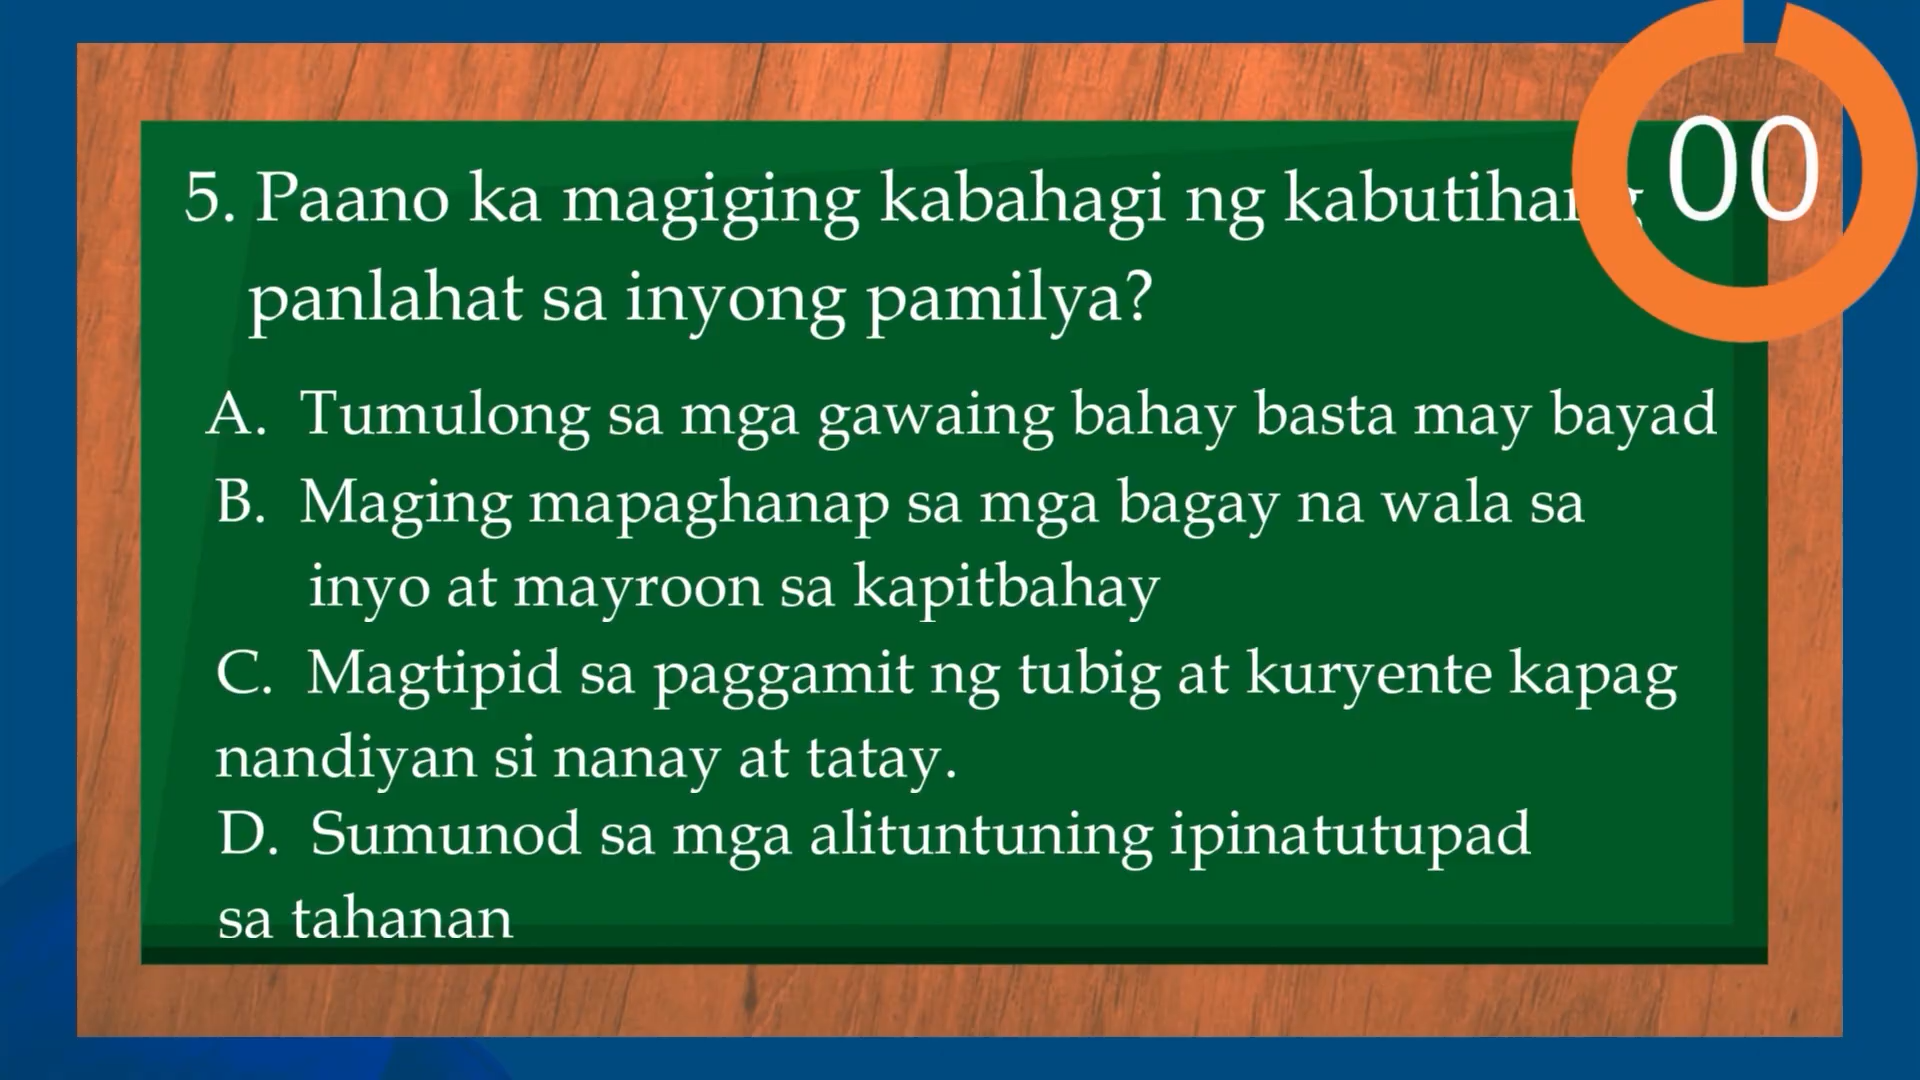 5. Paano ka magiging kabahagi ng kabutihang
panlahat sa inyong pamilya?
00
A. Tumulong sa mga gawaing bahay basta may bayad
B. Maging mapaghanap sa mga bagay na wala sa
inyo at mayroon sa kapitbahay
C. Magtipid sa paggamit ng tubig at kuryente kapag
nandiyan si nanay at tatay.
D. Sumunod sa mga alituntuning ipinatutupad
sa tahanan